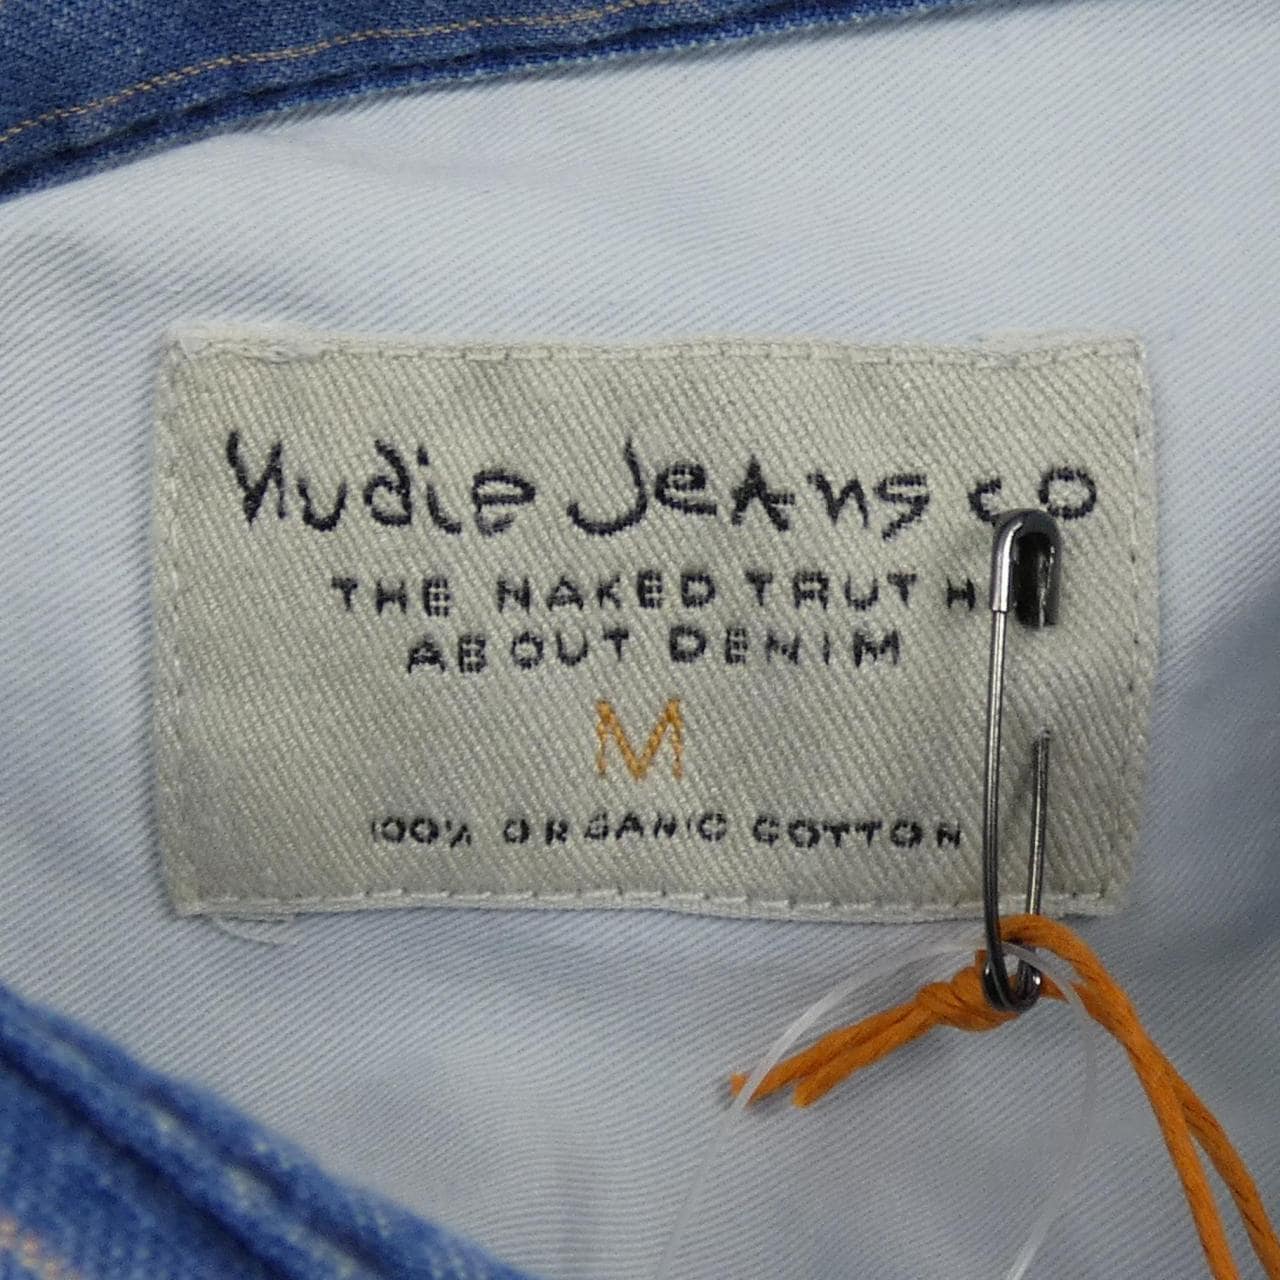 Nudie Jeans co
THE NAKED TRUTH
ABOUT DENIM
M
100% ORGANIC COTTON